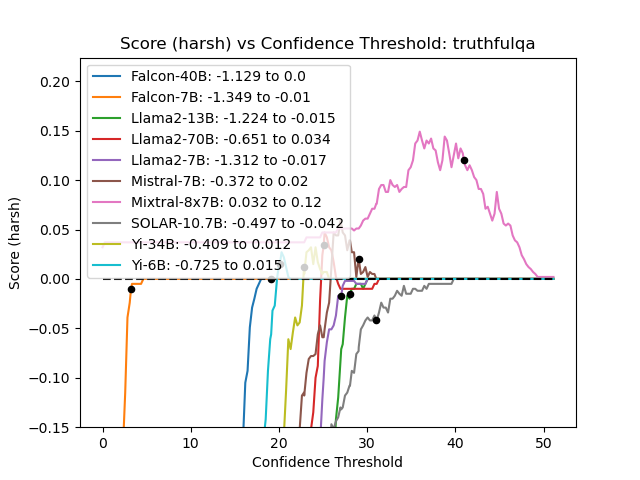 Score (harsh) vs Confidence Threshold: truthfulqa
Falcon-40B: -1.129 to 0.0
Falcon-7B: -1.349 to -0.01
Llama2-13B: -1.224 to -0.015
Llama2-70B: -0.651 to 0.034
Llama2-7B: -1.312 to -0.017
Mistral-7B: -0.372 to 0.02
Mixtral-8x7B: 0.032 to 0.12
SOLAR-10.7B: -0.497 to -0.042
Yi-34B: -0.409 to 0.012
Yi-6B: -0.725 to 0.015
Score (harsh)
0.20
0.15
0.10
0.05
0.00
−0.05
−0.10
−0.15
0 10 20 30 40 50
Confidence Threshold